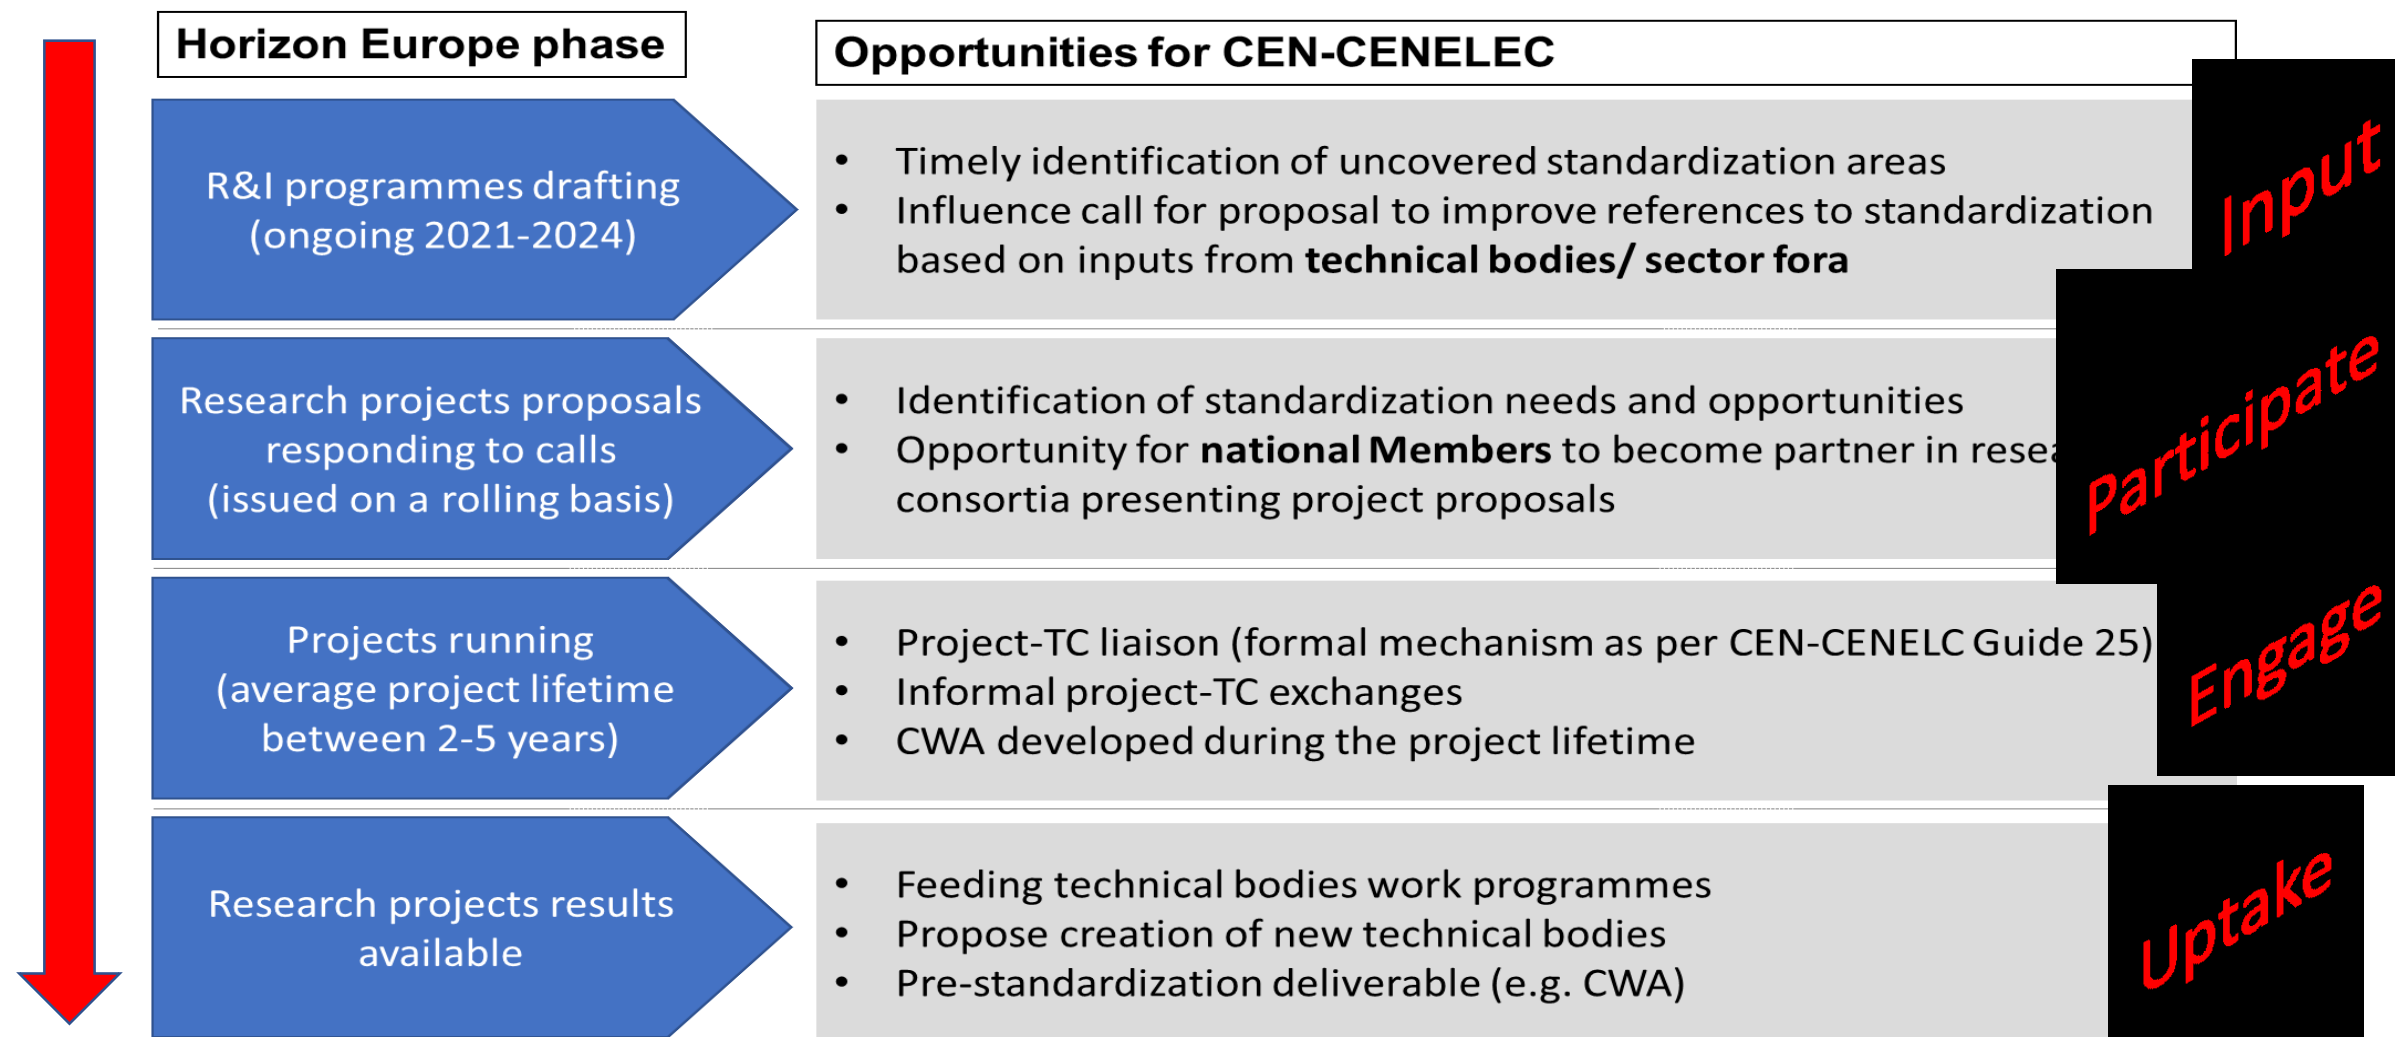 Horizon Europe phase
Opportunities for CEN-CENELEC
R&I programmes drafting
(ongoing 2021-2024)
• Timely identification of uncovered standardization areas
• Influence call for proposal to improve references to standardization
based on inputs from technical bodies/ sector fora
Input
Research projects proposals
responding to calls
(issued on a rolling basis)
• Identification of standardization needs and opportunities
• Opportunity for national Members to become partner in
consortia presenting project proposals
Participate
Projects running
(average project lifetime
between 2-5 years)
• Project-TC liaison (formal mechanism as per CEN-CENELC Guide 25)
• Informal project-TC exchanges
• CWA developed during the project lifetime
Engage
Research projects results
available
• Feeding technical bodies work programmes
• Propose creation of new technical bodies
• Pre-standardization deliverable (e.g. CWA)
Uptake